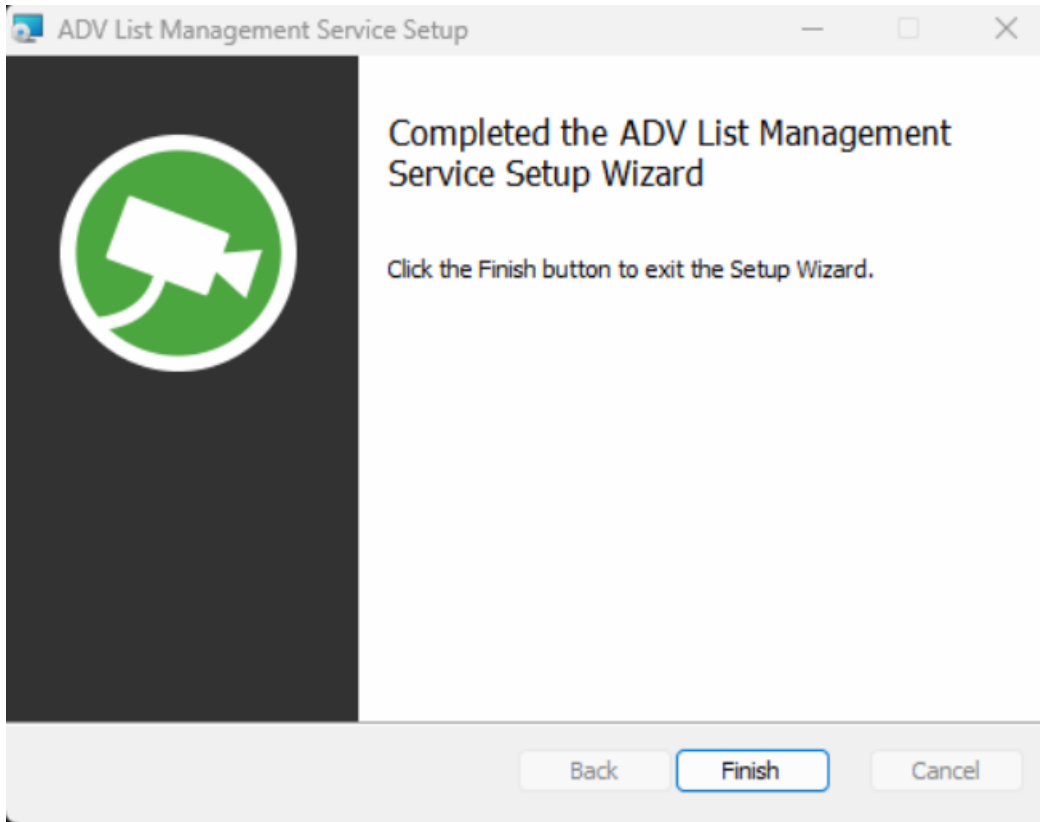 ADV List Management Service Setup
Completed the ADV List Management
Service Setup Wizard
Click the Finish button to exit the Setup Wizard.
Back
Finish
Cancel